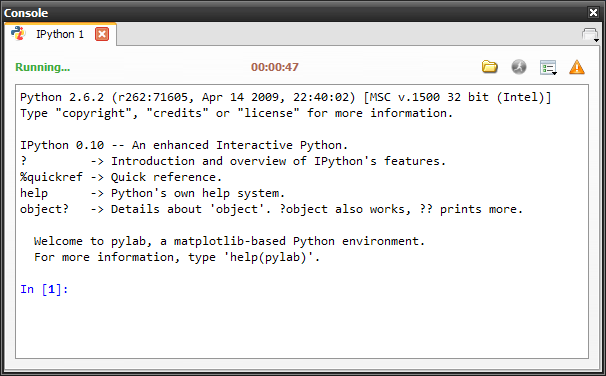 Console
IPython 1
Running... 00:00:47
Python 2.6.2 (r262:71605, Apr 14 2009, 22:40:02) [MSC v.1500 32 bit (Intel)]
Type "copyright", "credits" or "license" for more information.
IPython 0.10 -- An enhanced Interactive Python.
?         -> Introduction and overview of IPython's features.
%quickref -> Quick reference.
help      -> Python's own help system.
object?   -> Details about 'object'. ?object also works, ?? prints more.
Welcome to pylab, a matplotlib-based Python environment.
For more information, type 'help(pylab)'.
In [1]: